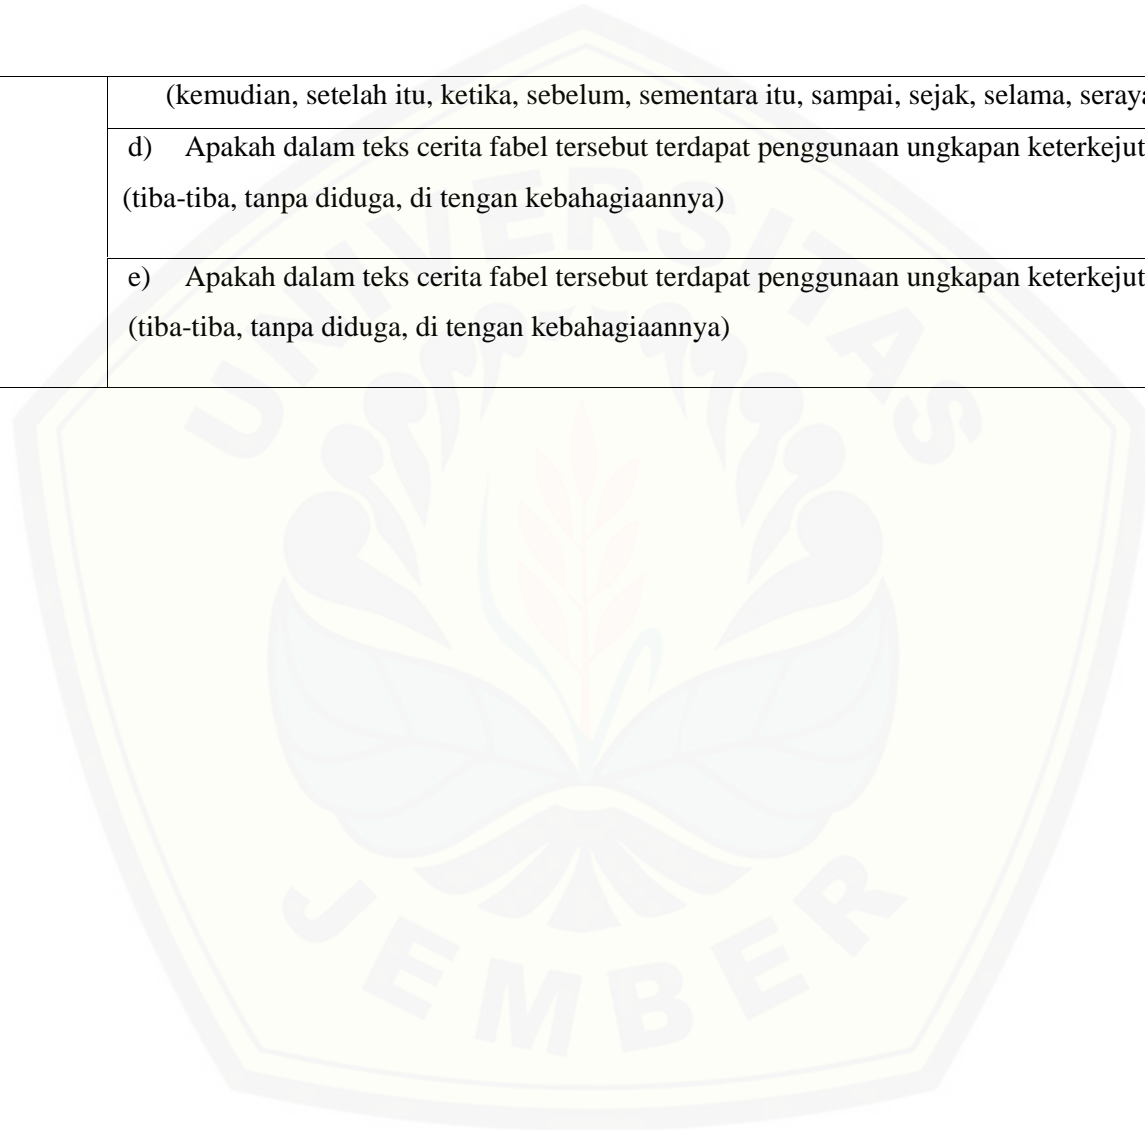 (kemudian, setelah itu, ketika, sebelum, sementara itu, sampai, sejak, selama, seraya
d) Apakah dalam teks cerita fabel tersebut terdapat penggunaan ungkapan keterkejut
(tiba-tiba, tanpa diduga, di tengan kebahagiaannya)
e) Apakah dalam teks cerita fabel tersebut terdapat penggunaan ungkapan keterkejut
(tiba-tiba, tanpa diduga, di tengan kebahagiaannya)
UNIVERSITAS
JEMBER